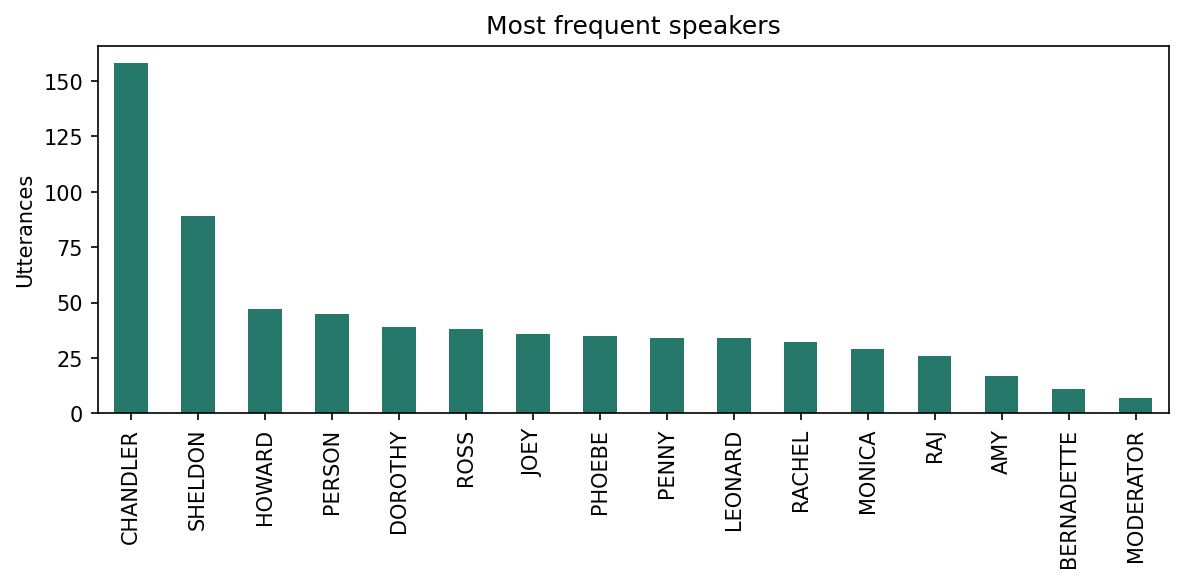 Most frequent speakers
Utterances
150
125
100
75
50
25
0
CHANDLER
SHELDON
HOWARD
PERSON
DOROTHY
ROSS
JOEY
PHOEBE
PENNY
LEONARD
RACHEL
MONICA
RAJ
AMY
BERNADETTE
MODERATOR